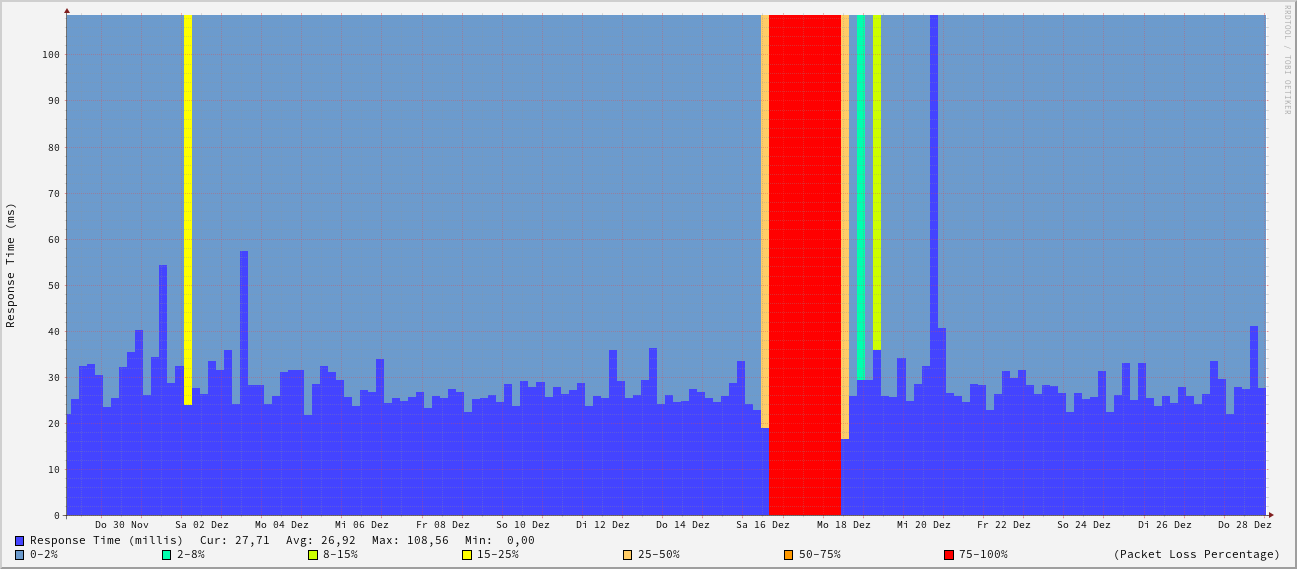 RRDTOOL / TOBI OETIKER
Response Time (ms)
100
90
80
70
60
50
40
30
20
10
0
Do 30 Nov Sa 02 Dez Mo 04 Dez Mi 06 Dez Fr 08 Dez So 10 Dez Di 12 Dez Do 14 Dez Sa 16 Dez Mo 18 Dez Mi 20 Dez Fr 22 Dez So 24 Dez Di 26 Dez Do 28 Dez
Response Time (millis) Cur: 27,71 Avg: 26,92 Max: 108,56 Min: 0,00
0-2% 2-8% 8-15% 15-25% 25-50% 50-75% 75-100% (Packet Loss Percentage)